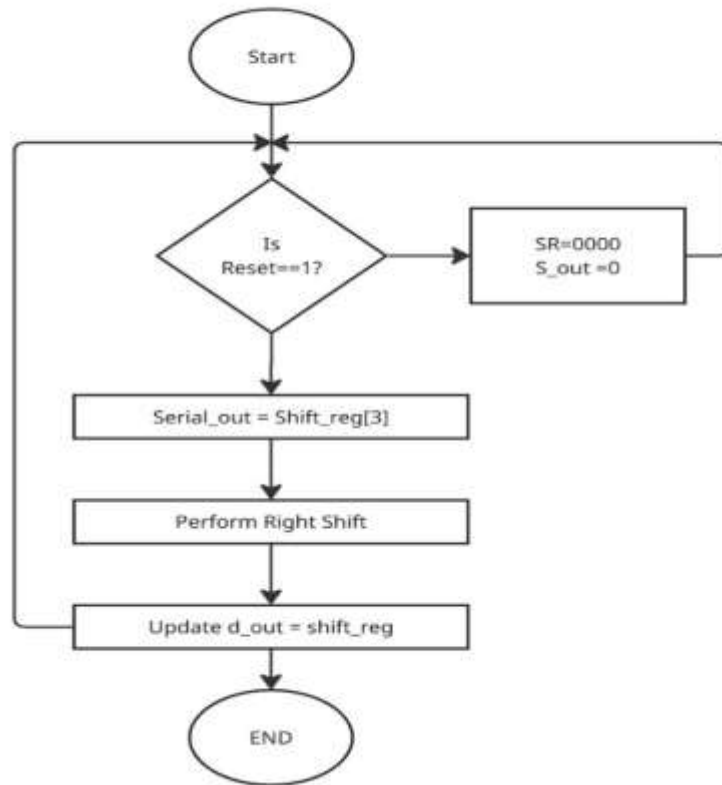 Start
Is
Reset==1?
SR=0000
S_out =0
Serial_out = Shift_reg[3]
Perform Right Shift
Update d_out = shift_reg
END